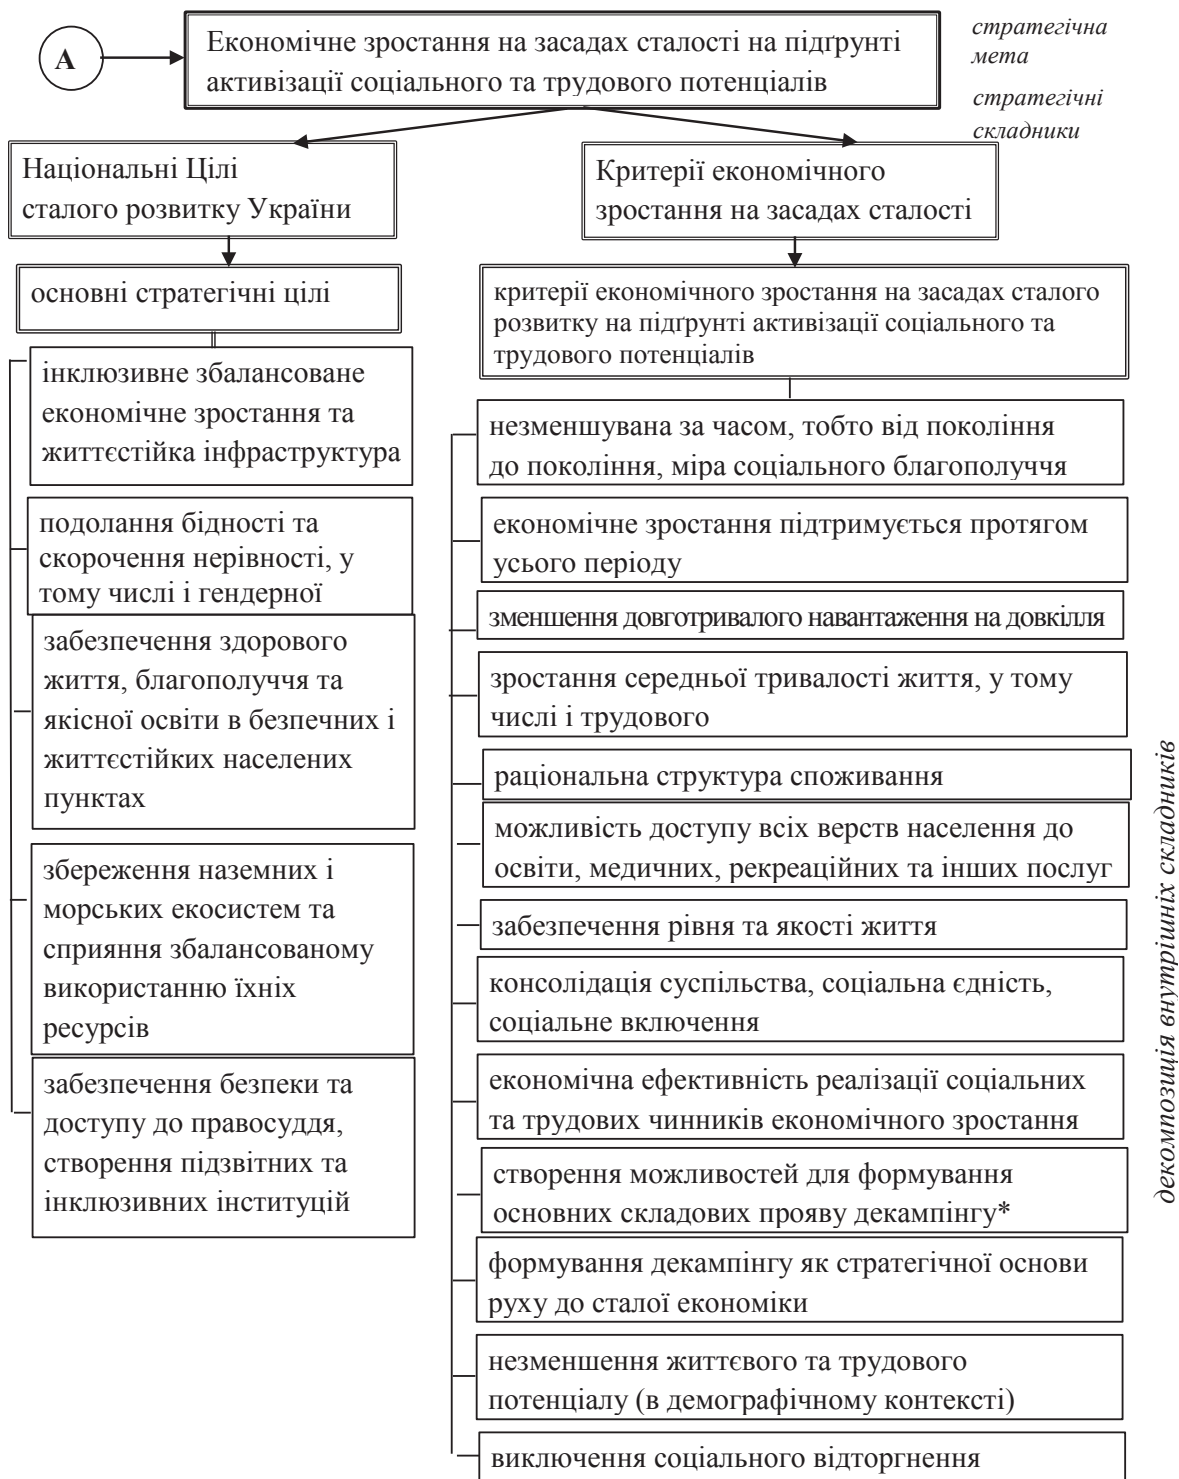 А
Економічне зростання на засадах сталості на підґрунті
активізації соціального та трудового потенціалів
стратегічна
мета
стратегічні
складники
Національні Цілі
сталого розвитку України
Критерії економічного
зростання на засадах сталості
основні стратегічні цілі
інклюзивне збалансоване
економічне зростання та
життєстійка інфраструктура
подолання бідності та
скорочення нерівності, у
тому числі і гендерної
забезпечення здорового
життя, благополуччя та
якісної освіти в безпечних і
життєстійких населених
пунктах
збереження наземних і
морських екосистем та
сприяння збалансованому
використанню їхніх
ресурсів
забезпечення безпеки та
доступу до правосуддя,
створення підзвітних та
інклюзивних інституцій
критерії економічного зростання на засадах сталого
розвитку на підґрунті активізації соціального та
трудового потенціалів
незменшувана за часом, тобто від покоління
до покоління, міра соціального благополуччя
економічне зростання підтримується протягом
усього періоду
зменшення довготривалого навантаження на довкілля
зростання середньої тривалості життя, у тому
числі і трудового
раціональна структура споживання
можливість доступу всіх верств населення до
освіти, медичних, рекреаційних та інших послуг
забезпечення рівня та якості життя
консолідація суспільства, соціальна єдність,
соціальне включення
економічна ефективність реалізації соціальних
та трудових чинників економічного зростання
створення можливостей для формування
основних складових прояву декампінгу*
формування декампінгу як стратегічної основи
руху до сталої економіки
незменшення життєвого та трудового
потенціалу (в демографічному контексті)
виключення соціального відторгнення
декомпозиція внутрішніх складників